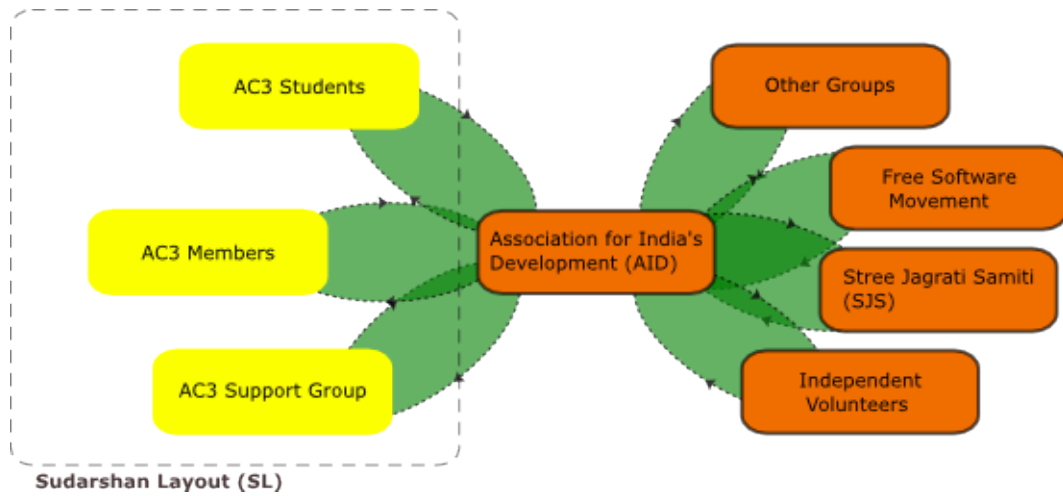 AC3 Students
Other Groups
Free Software
Movement
AC3 Members
Association for India's
Development (AID)
Stree Jagrati Samiti
(SJS)
AC3 Support Group
Independent
Volunteers
Sudarshan Layout (SL)